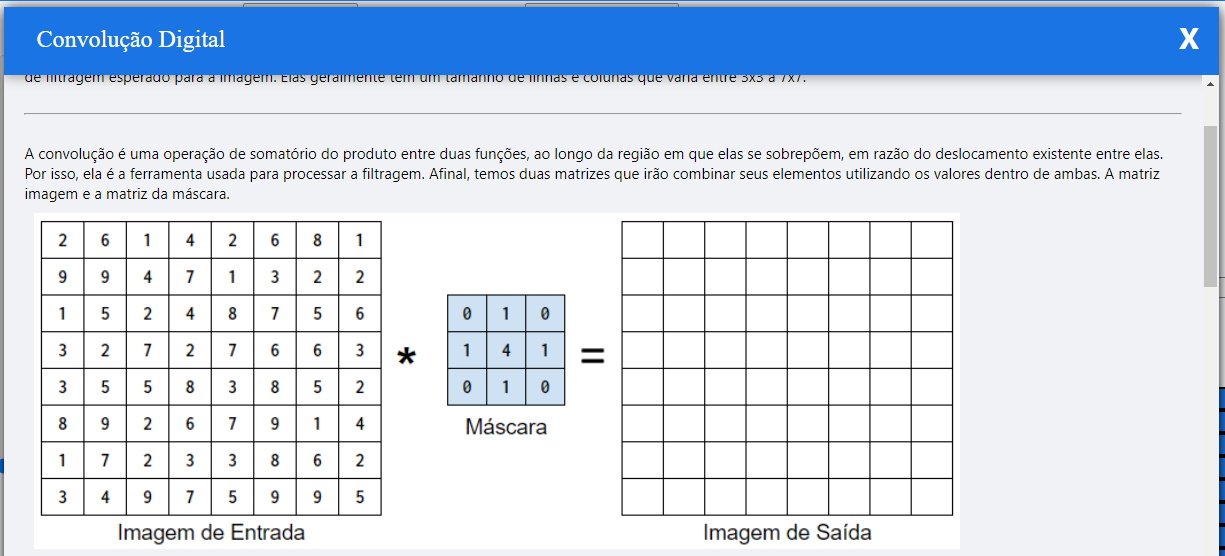 Convolução Digital
X
de filtragem esperado para a imagem. Elas geralmente tem um tamanho de linhas e colunas que varia entre 3x3 a 7x7.
A convolução é uma operação de somatório do produto entre duas funções, ao longo da região em que elas se sobrepõem, em razão do deslocamento existente entre elas.
Por isso, ela é a ferramenta usada para processar a filtragem. Afinal, temos duas matrizes que irão combinar seus elementos utilizando os valores dentro de ambas. A matriz
imagem e a matriz da máscara.
2 6 1 4 2 6 8 1
9 9 4 7 1 3 2 2
1 5 2 4 8 7 5 6
3 2 7 2 7 6 6 3
3 5 5 8 3 8 5 2
8 9 2 6 7 9 1 4
1 7 2 3 3 8 6 2
3 4 9 7 5 9 9 5
Imagem de Entrada
*
0 1 0
1 4 1
0 1 0
Máscara
=
Imagem de Saída